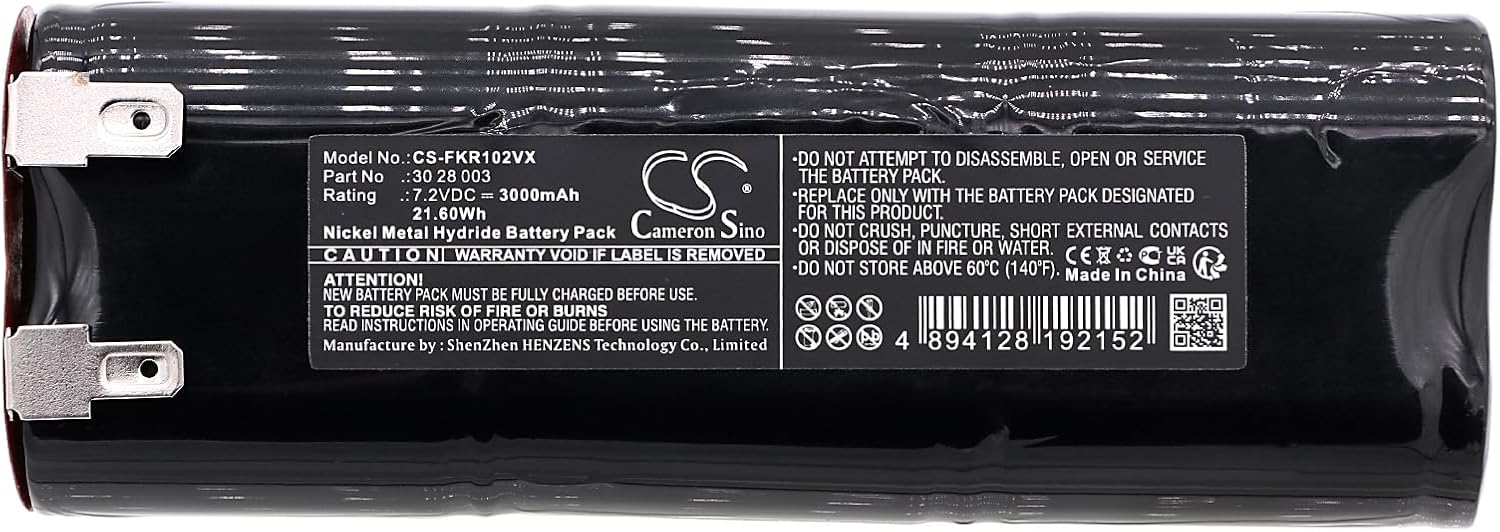 Model No.:CS-FKR102VX
Part No .:30 28 003
Rating .:7.2VDC ⎓ 3000mAh
21.60Wh
Nickel Metal Hydride Battery Pack
CS ®
Cameron Sino
CAUTION! WARRANTY VOID IF LABEL IS REMOVED
ATTENTION!
NEW BATTERY PACK MUST BE FULLY CHARGED BEFORE USE.
TO REDUCE RISK OF FIRE OR BURNS
READ INSTRUCTIONS IN OPERATING GUIDE BEFORE USING THE BATTERY.
Manufacture by : ShenZhen HENZENS Technology Co., Limited
•DO NOT ATTEMPT TO DISASSEMBLE, OPEN OR SERVICE
THE BATTERY PACK.
•REPLACE ONLY WITH THE BATTERY PACK DESIGNATED
FOR THIS PRODUCT.
•DO NOT CRUSH, PUNCTURE, SHORT EXTERNAL CONTACTS
OR DISPOSE OF IN FIRE OR WATER.
•DO NOT STORE ABOVE 60°C (140°F).
CE UK CA
Made In China
4 894128 192152